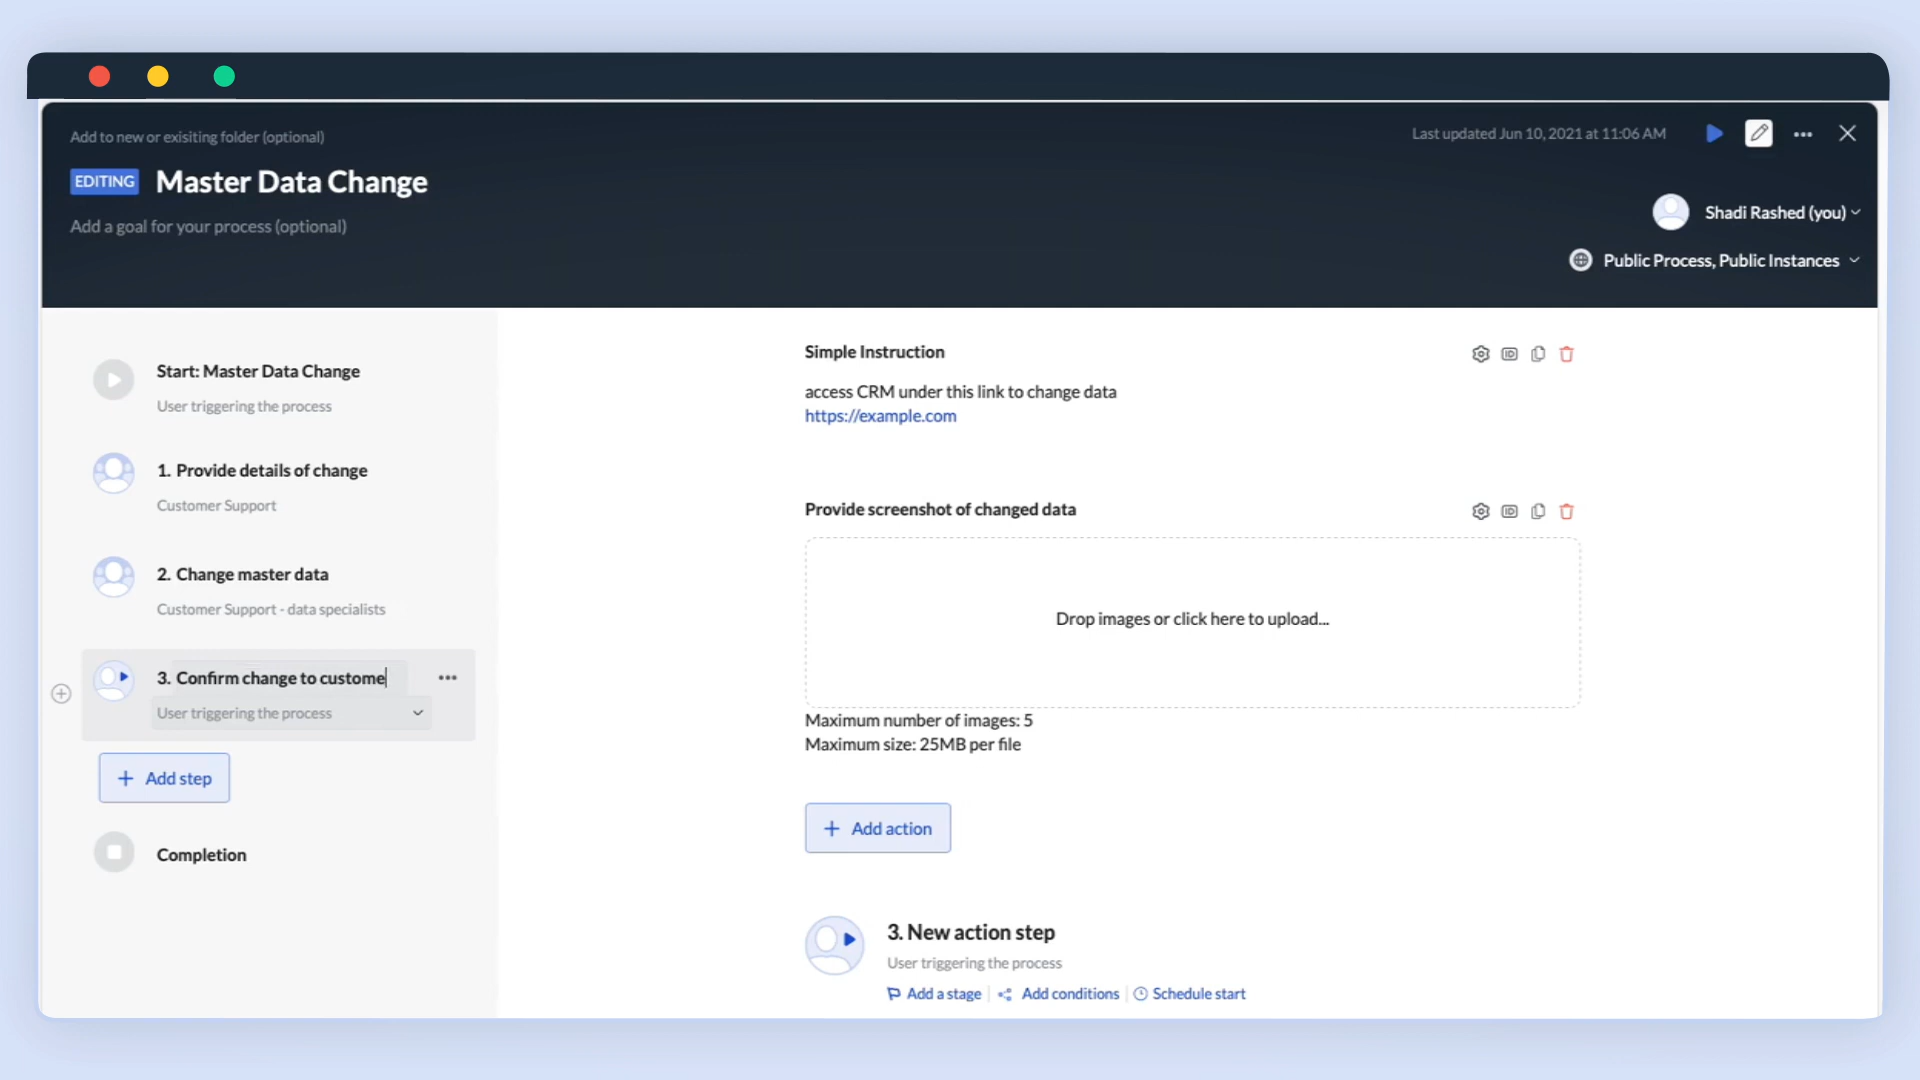 Add to new or exisiting folder (optional)
Last updated Jun 10, 2021 at 11:06 AM
EDITING Master Data Change
Add a goal for your process (optional)
Shadi Rashed (you)
Public Process, Public Instances
Start: Master Data Change
User triggering the process
1. Provide details of change
Customer Support
2. Change master data
Customer Support - data specialists
3. Confirm change to custome
User triggering the process
+ Add step
Completion
Simple Instruction
access CRM under this link to change data
https://example.com
Provide screenshot of changed data
Drop images or click here to upload...
Maximum number of images: 5
Maximum size: 25MB per file
+ Add action
3. New action step
User triggering the process
Add a stage | Add conditions | Schedule start